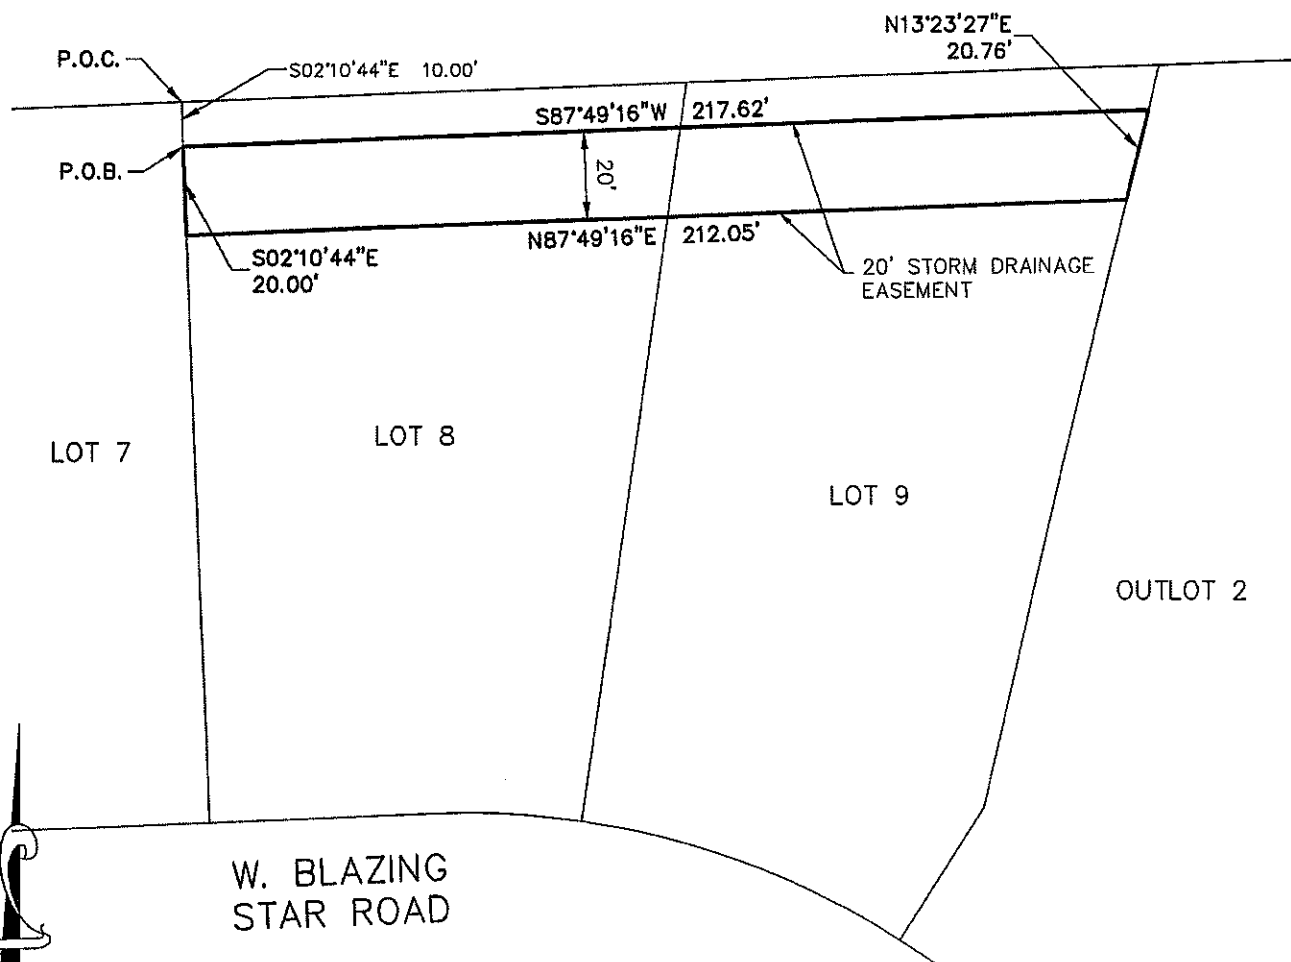 N13°23'27"E
20.76'
P.O.C.
S02°10'44"E 10.00'
S87°49'16"W 217.62'
P.O.B.
20'
N87°49'16"E 212.05'
S02°10'44"E
20.00'
20' STORM DRAINAGE
EASEMENT
LOT 7
LOT 8
LOT 9
OUTLOT 2
W. BLAZING
STAR ROAD